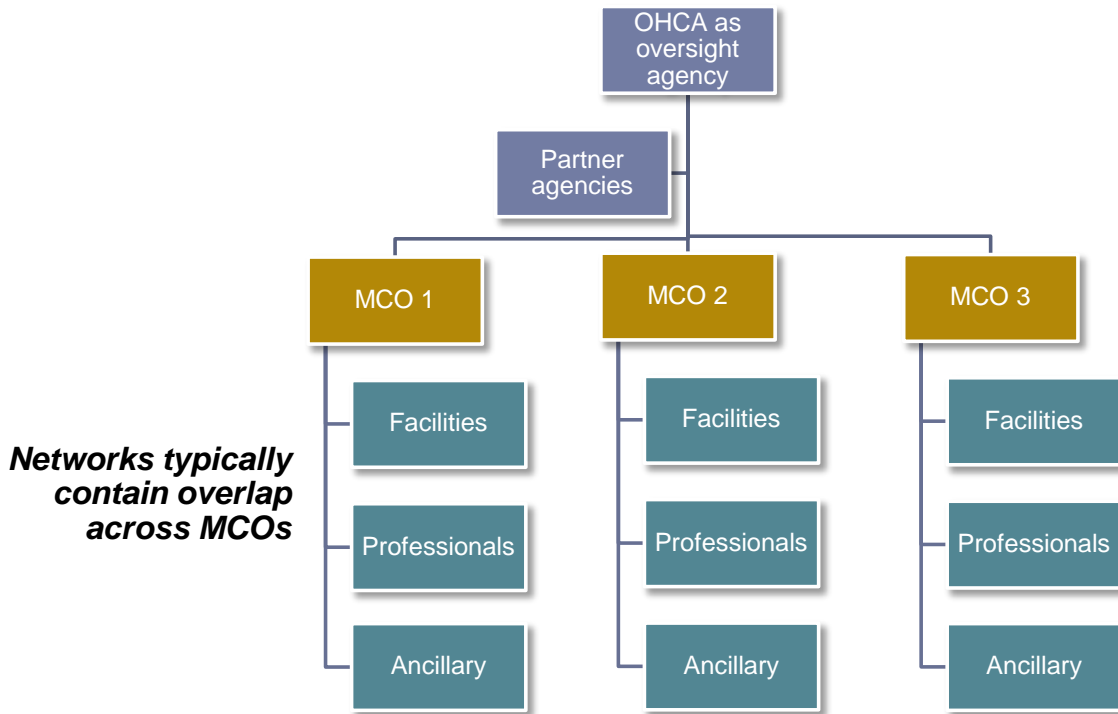 OHCA as
oversight
agency
Partner
agencies
MCO 1
MCO 2
MCO 3
Facilities
Facilities
Facilities
Networks typically
contain overlap
across MCOs
Professionals
Professionals
Professionals
Ancillary
Ancillary
Ancillary